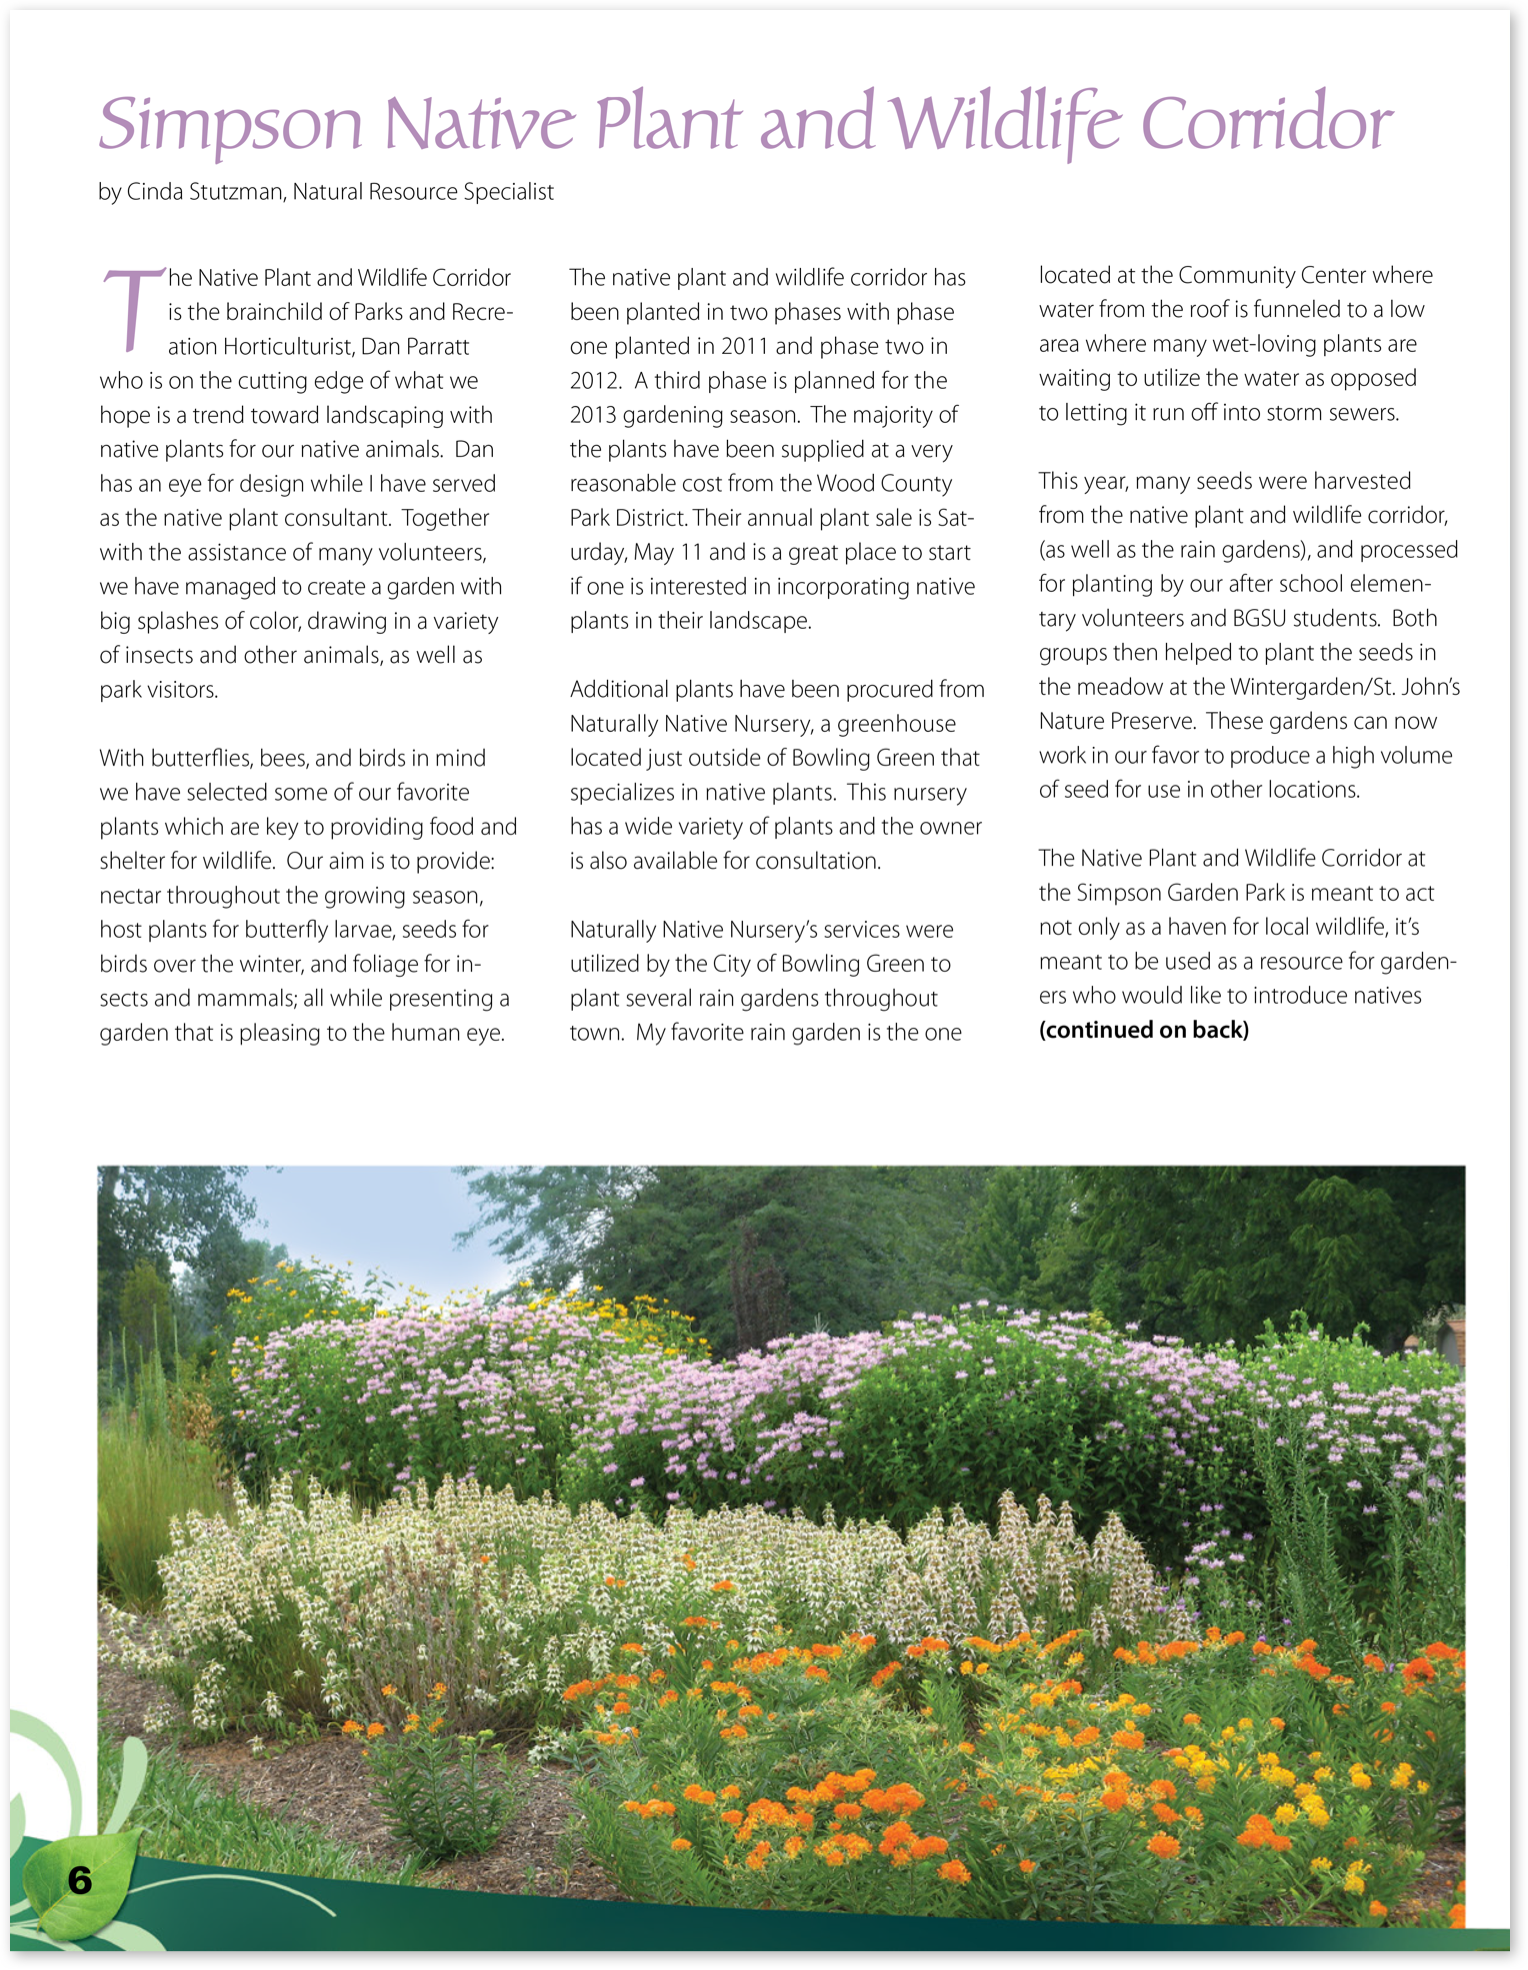 Simpson Native Plant and Wildlife Corridor
by Cinda Stutzman, Natural Resource Specialist
The Native Plant and Wildlife Corridor
is the brainchild of Parks and Recre-
ation Horticulturist, Dan Parratt
who is on the cutting edge of what we
hope is a trend toward landscaping with
native plants for our native animals.  Dan
has an eye for design while I have served
as the native plant consultant.  Together
with the assistance of many volunteers,
we have managed to create a garden with
big splashes of color, drawing in a variety
of insects and other animals, as well as
park visitors.
With butterflies, bees, and birds in mind
we have selected some of our favorite
plants which are key to providing food and
shelter for wildlife.  Our aim is to provide:
nectar throughout the growing season,
host plants for butterfly larvae, seeds for
birds over the winter, and foliage for in-
sects and mammals; all while presenting a
garden that is pleasing to the human eye.
The native plant and wildlife corridor has
been planted in two phases with phase
one planted in 2011 and phase two in
2012.  A third phase is planned for the
2013 gardening season.  The majority of
the plants have been supplied at a very
reasonable cost from the Wood County
Park District. Their annual plant sale is Sat-
urday, May 11 and is a great place to start
if one is interested in incorporating native
plants in their landscape.
Additional plants have been procured from
Naturally Native Nursery, a greenhouse
located just outside of Bowling Green that
specializes in native plants.  This nursery
has a wide variety of plants and the owner
is also available for consultation.
Naturally Native Nursery's services were
utilized by the City of Bowling Green to
plant several rain gardens throughout
town.  My favorite rain garden is the one
located at the Community Center where
water from the roof is funneled to a low
area where many wet-loving plants are
waiting to utilize the water as opposed
to letting it run off into storm sewers.
This year, many seeds were harvested
from the native plant and wildlife corridor,
(as well as the rain gardens), and processed
for planting by our after school elemen-
tary volunteers and BGSU students.  Both
groups then helped to plant the seeds in
the meadow at the Wintergarden/St. John's
Nature Preserve.  These gardens can now
work in our favor to produce a high volume
of seed for use in other locations.
The Native Plant and Wildlife Corridor at
the Simpson Garden Park is meant to act
not only as a haven for local wildlife, it's
meant to be used as a resource for garden-
ers who would like to introduce natives
(continued on back)
6